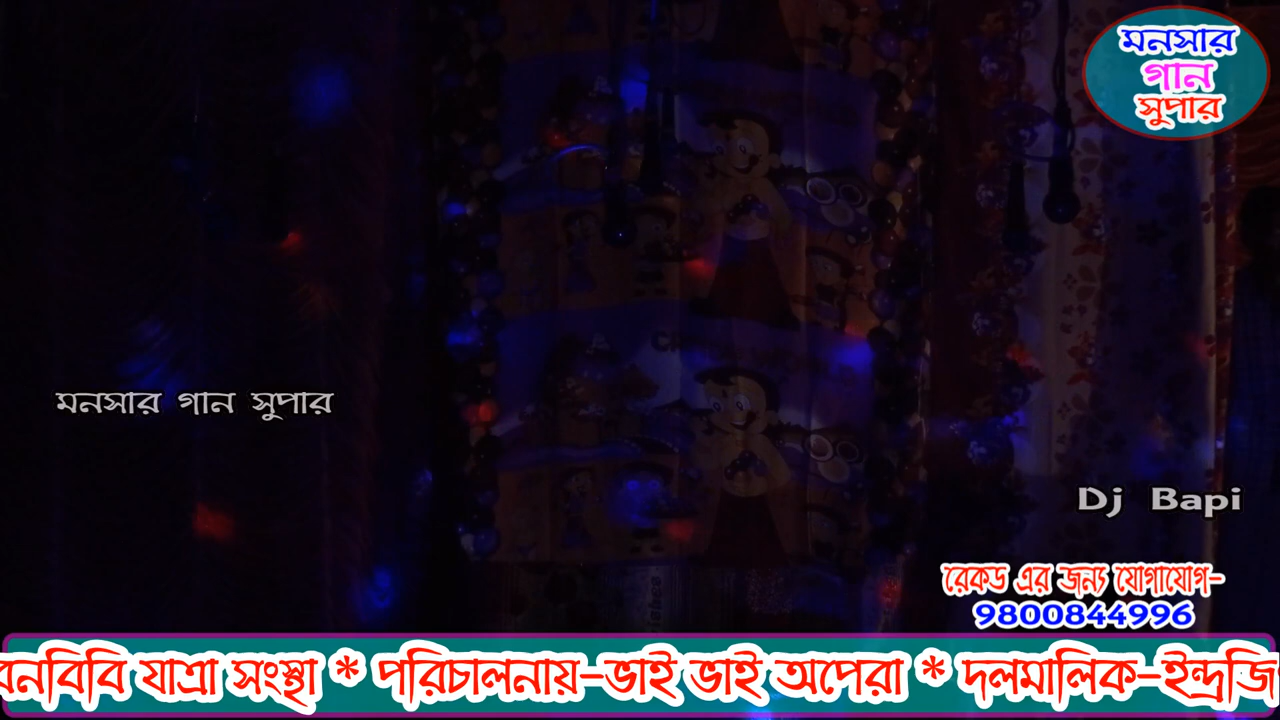 মনসার
গান
সুপার
মনসার গান সুপার
Dj Bapi
রেকড এর জন্য যোগাযোগ-
9800844996
বনবিবি যাত্রা সংস্থা * পরিচালনায়-ভাই ভাই অপেরা * দলমালিক-ইন্দ্রজি